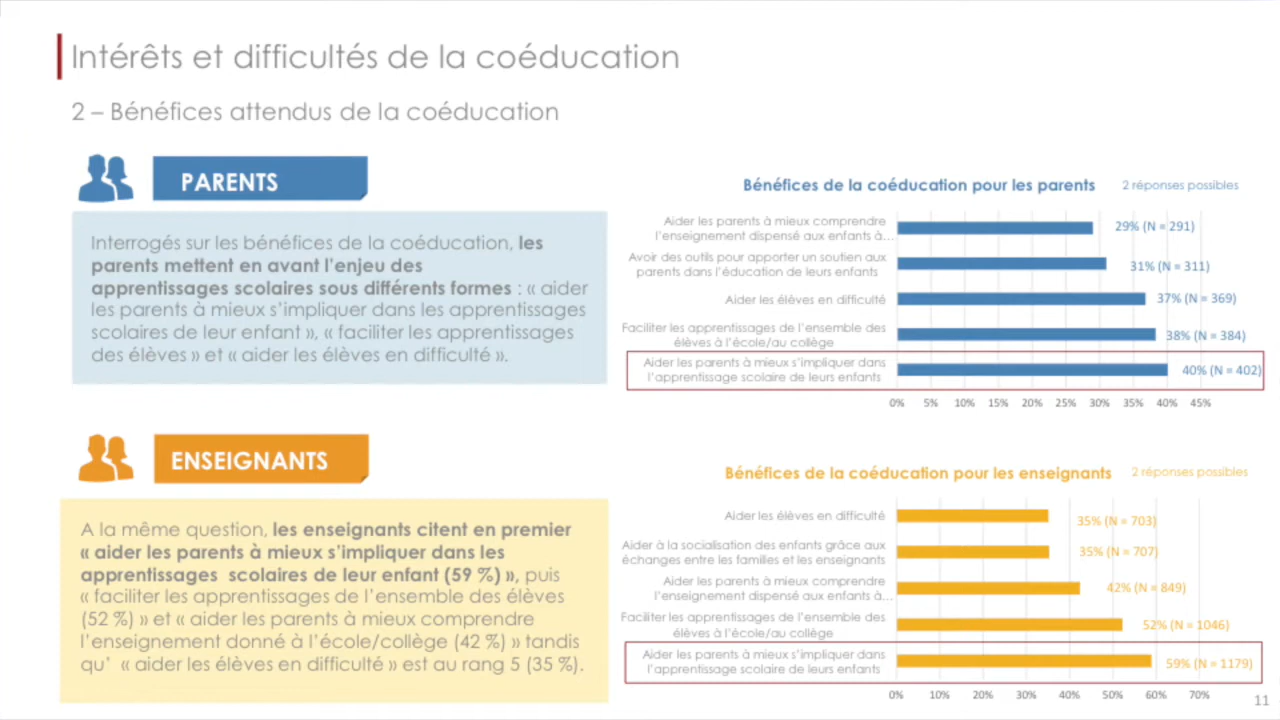 Intérêts et difficultés de la coéducation
2 – Bénéfices attendus de la coéducation
PARENTS
Interrogés sur les bénéfices de la coéducation, les
parents mettent en avant l'enjeu des
apprentissages scolaires sous différents formes : « aider
les parents à mieux s'impliquer dans les apprentissages
scolaires de leur enfant », « faciliter les apprentissages
des élèves » et « aider les élèves en difficulté ».
Bénéfices de la coéducation pour les parents 2 réponses possibles
Aider les parents à mieux comprendre
l'enseignement dispensé aux enfants à…
29% (N = 291)
Avoir des outils pour apporter un soutien aux
parents dans l'éducation de leurs enfants
31% (N = 311)
Aider les élèves en difficulté
37% (N = 369)
Faciliter les apprentissages de l'ensemble des
élèves à l'école/au collège
38% (N = 384)
Aider les parents à mieux s'impliquer dans
l'apprentissage scolaire de leurs enfants
40% (N = 402)
0% 5% 10% 15% 20% 25% 30% 35% 40% 45%
ENSEIGNANTS
A la même question, les enseignants citent en premier
« aider les parents à mieux s'impliquer dans les
apprentissages scolaires de leur enfant (59 %) », puis
« faciliter les apprentissages de l'ensemble des élèves
(52 %) » et « aider les parents à mieux comprendre
l'enseignement donné à l'école/collège (42 %) » tandis
qu' « aider les élèves en difficulté » est au rang 5 (35 %).
Bénéfices de la coéducation pour les enseignants 2 réponses possibles
Aider les élèves en difficulté
35% (N = 703)
Aider à la socialisation des enfants grâce aux
échanges entre les familles et les enseignants
35% (N = 707)
Aider les parents à mieux comprendre
l'enseignement dispensé aux enfants à…
42% (N = 849)
Faciliter les apprentissages de l'ensemble des
élèves à l'école/au collège
52% (N = 1046)
Aider les parents à mieux s'impliquer dans
l'apprentissage scolaire de leurs enfants
59% (N = 1179)
0% 10% 20% 30% 40% 50% 60% 70%
11